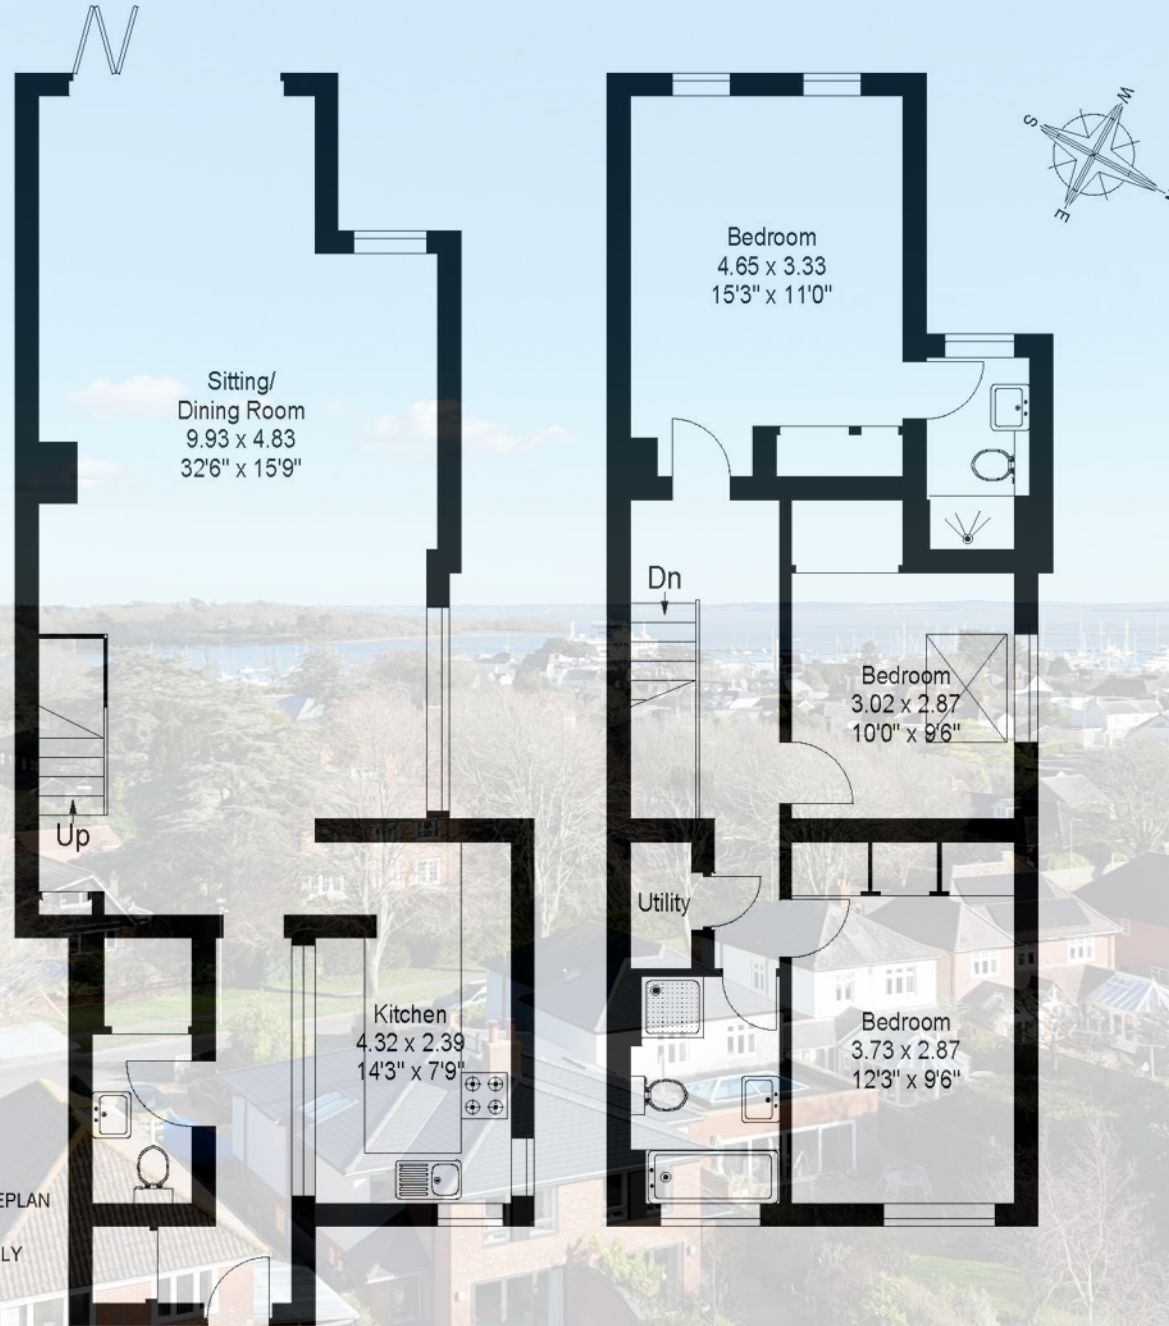 Sitting/
Dining Room
9.93 x 4.83
32'6" x 15'9"
Up
Kitchen
4.32 x 2.39
14'3" x 7'9"
Bedroom
4.65 x 3.33
15'3" x 11'0"
Dn
Bedroom
3.02 x 2.87
10'0" x 9'6"
Utility
Bedroom
3.73 x 2.87
12'3" x 9'6"
W
S
E
EPLAN
LY